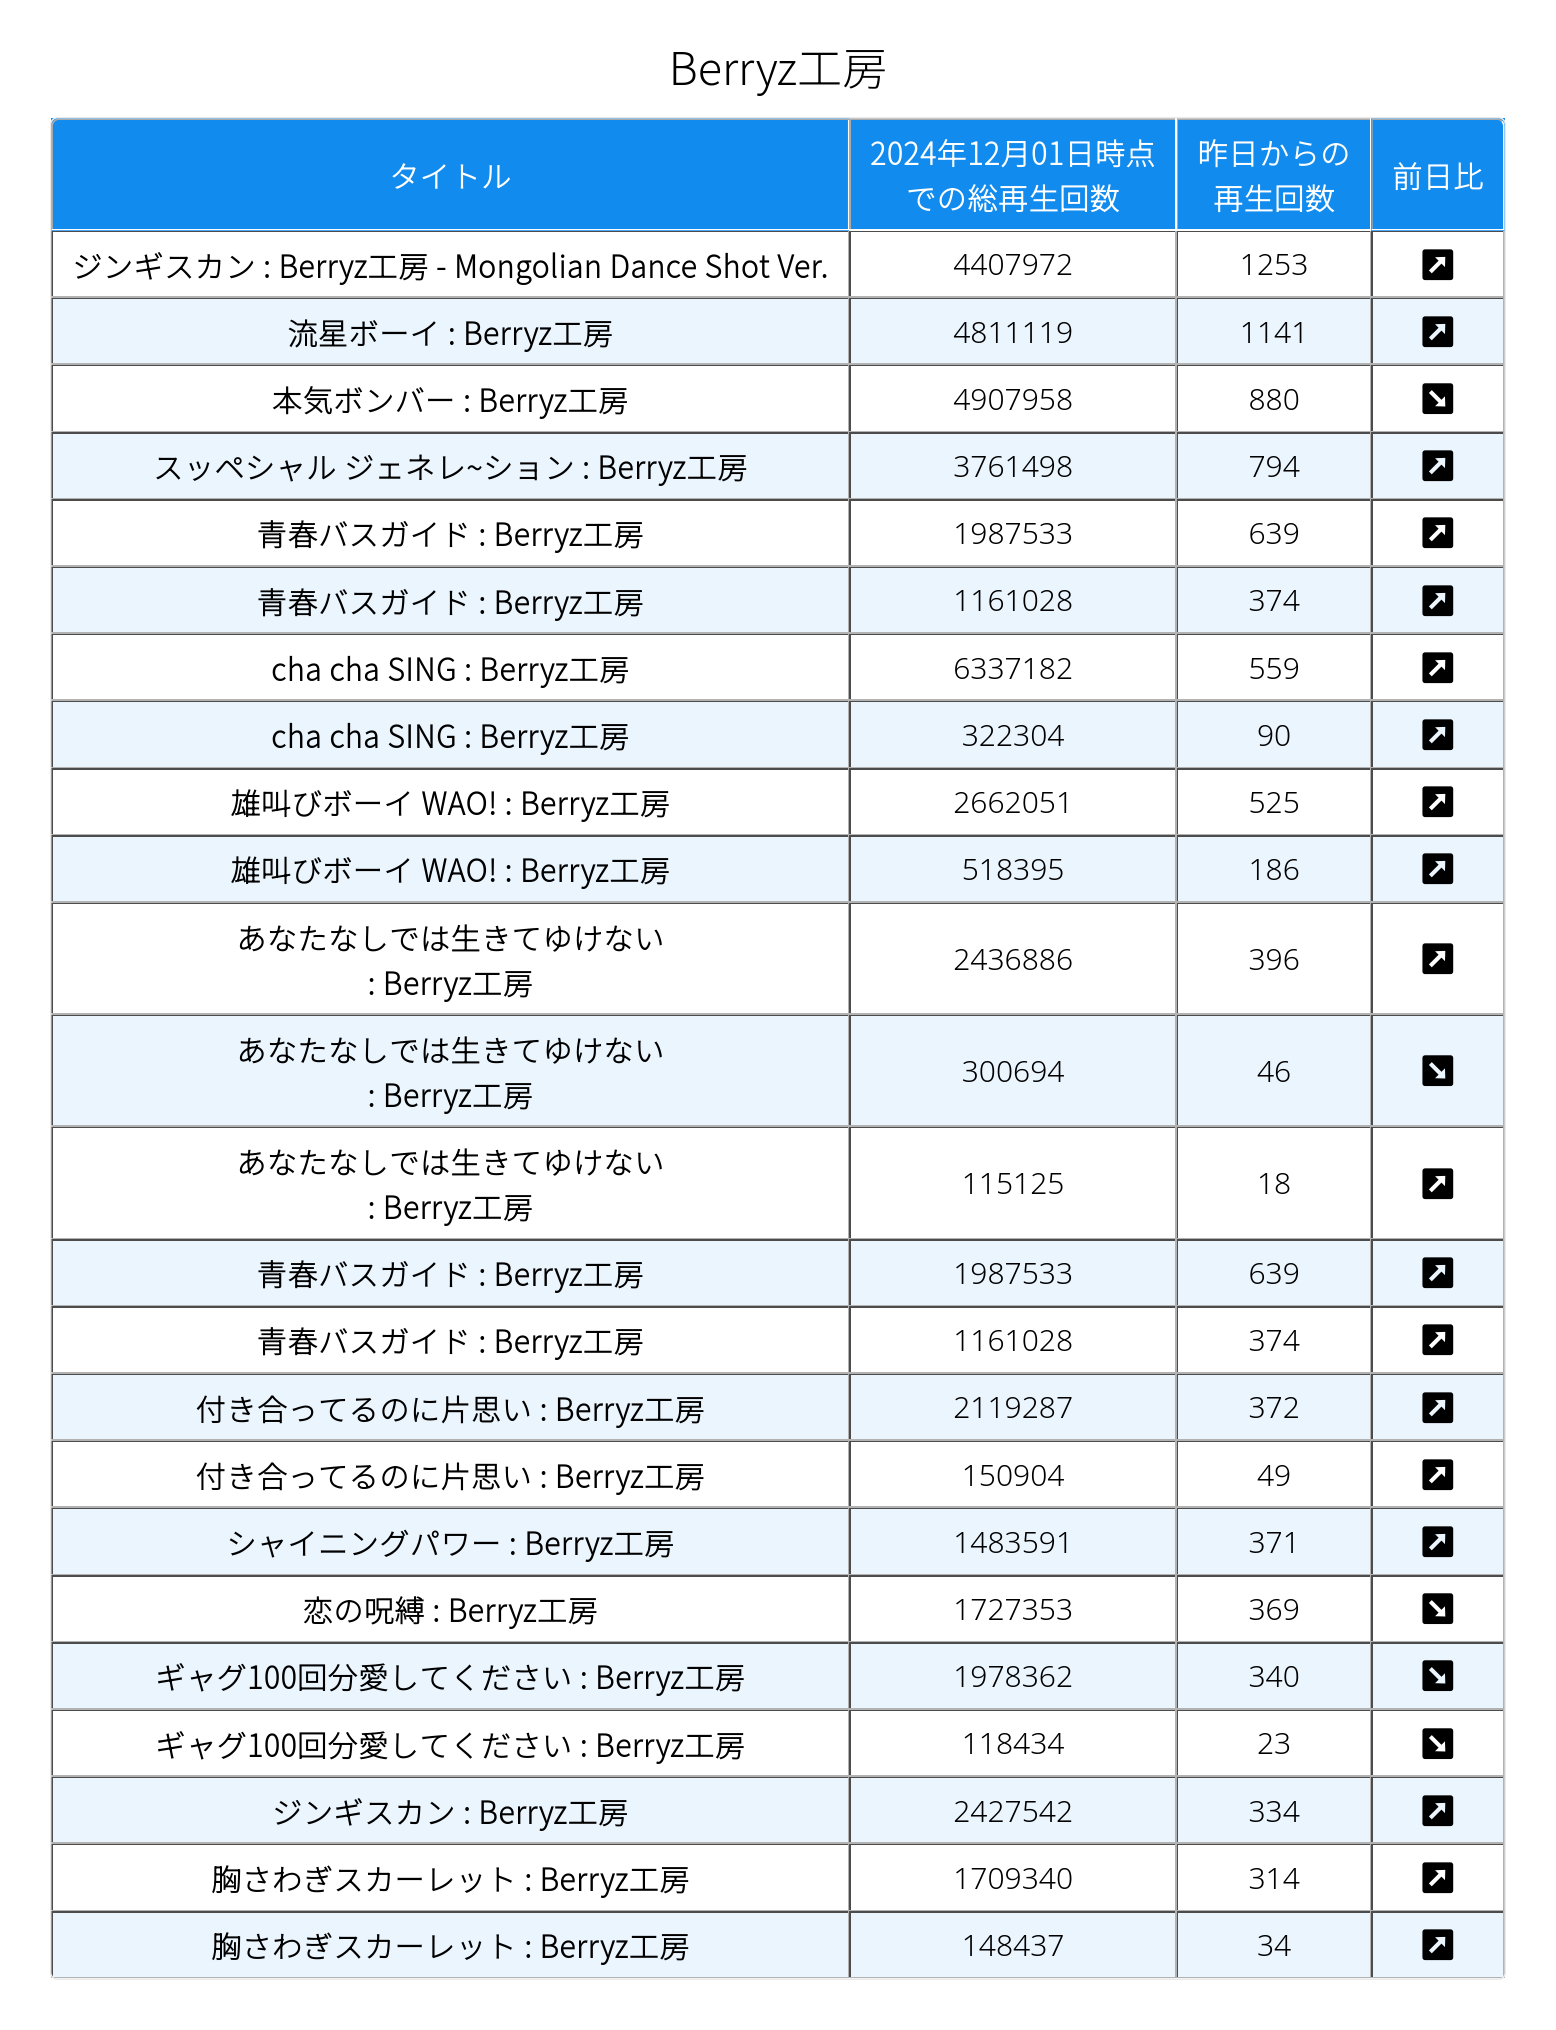 Berryz工房
タイトル
2024年12月01日時点
での総再生回数
昨日からの
再生回数
前日比
ジンギスカン : Berryz工房 - Mongolian Dance Shot Ver. 4407972 1253
流星ボーイ : Berryz工房 4811119 1141
本気ボンバー : Berryz工房 4907958 880
スッペシャル ジェネレ~ション : Berryz工房 3761498 794
青春バスガイド : Berryz工房 1987533 639
青春バスガイド : Berryz工房 1161028 374
cha cha SING : Berryz工房 6337182 559
cha cha SING : Berryz工房 322304 90
雄叫びボーイ WAO! : Berryz工房 2662051 525
雄叫びボーイ WAO! : Berryz工房 518395 186
あなたなしでは生きてゆけない
: Berryz工房 2436886 396
あなたなしでは生きてゆけない
: Berryz工房 300694 46
あなたなしでは生きてゆけない
: Berryz工房 115125 18
青春バスガイド : Berryz工房 1987533 639
青春バスガイド : Berryz工房 1161028 374
付き合ってるのに片思い : Berryz工房 2119287 372
付き合ってるのに片思い : Berryz工房 150904 49
シャイニングパワー : Berryz工房 1483591 371
恋の呪縛 : Berryz工房 1727353 369
ギャグ100回分愛してください : Berryz工房 1978362 340
ギャグ100回分愛してください : Berryz工房 118434 23
ジンギスカン : Berryz工房 2427542 334
胸さわぎスカーレット : Berryz工房 1709340 314
胸さわぎスカーレット : Berryz工房 148437 34